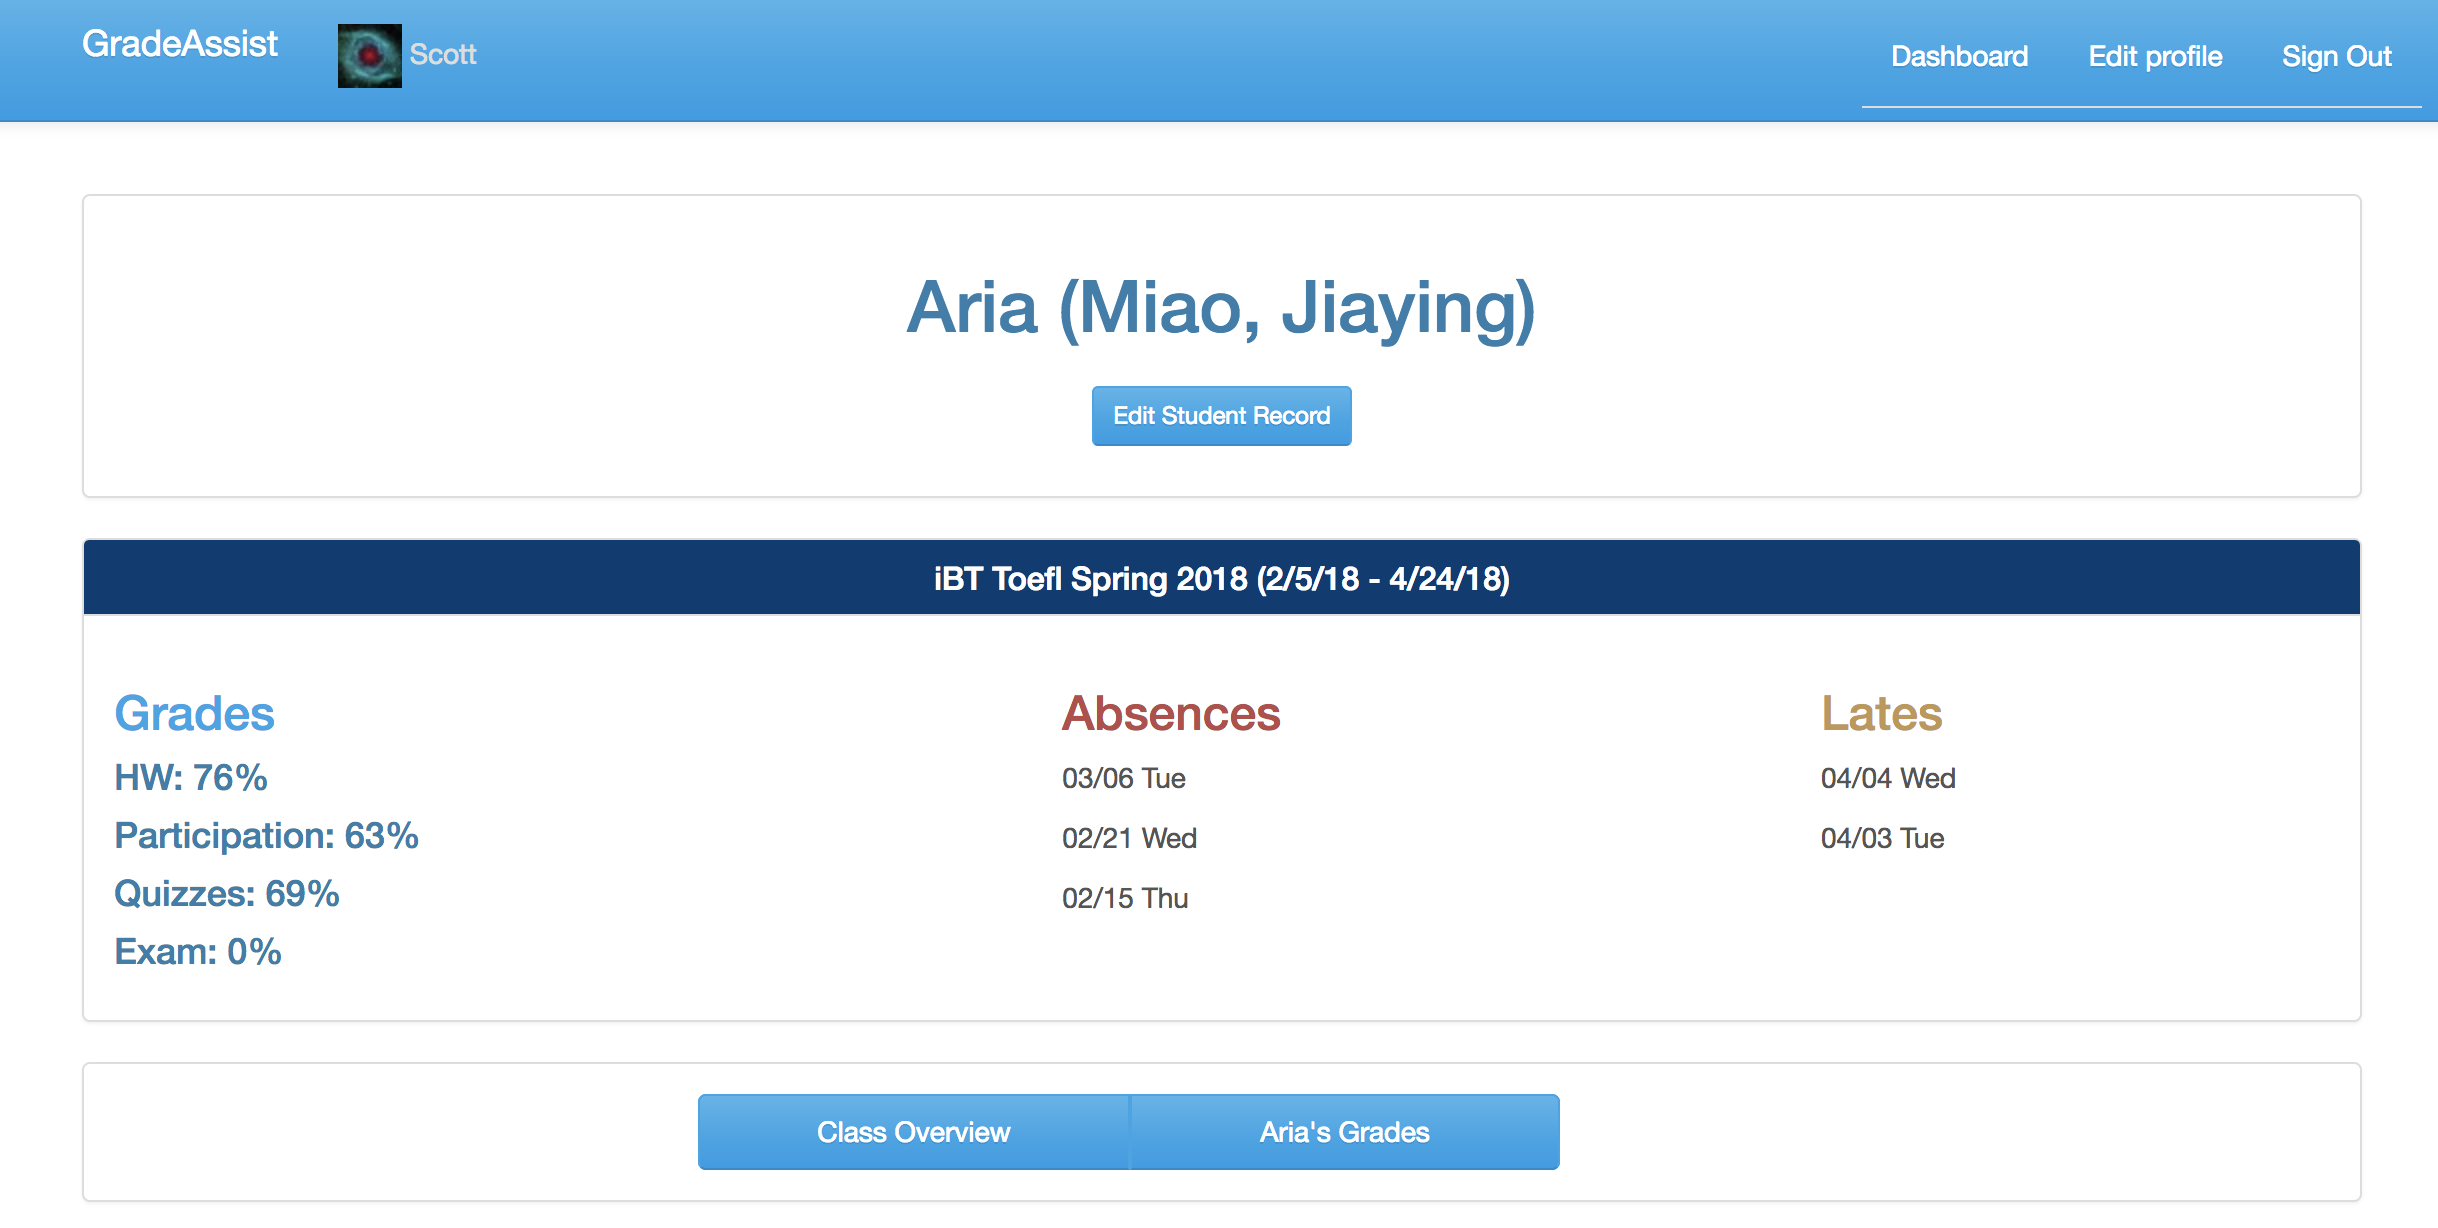 GradeAssist
Scott
Dashboard
Edit profile
Sign Out
Aria (Miao, Jiaying)
Edit Student Record
iBT Toefl Spring 2018 (2/5/18 - 4/24/18)
Grades
HW: 76%
Participation: 63%
Quizzes: 69%
Exam: 0%
Absences
03/06 Tue
02/21 Wed
02/15 Thu
Lates
04/04 Wed
04/03 Tue
Class Overview
Aria's Grades